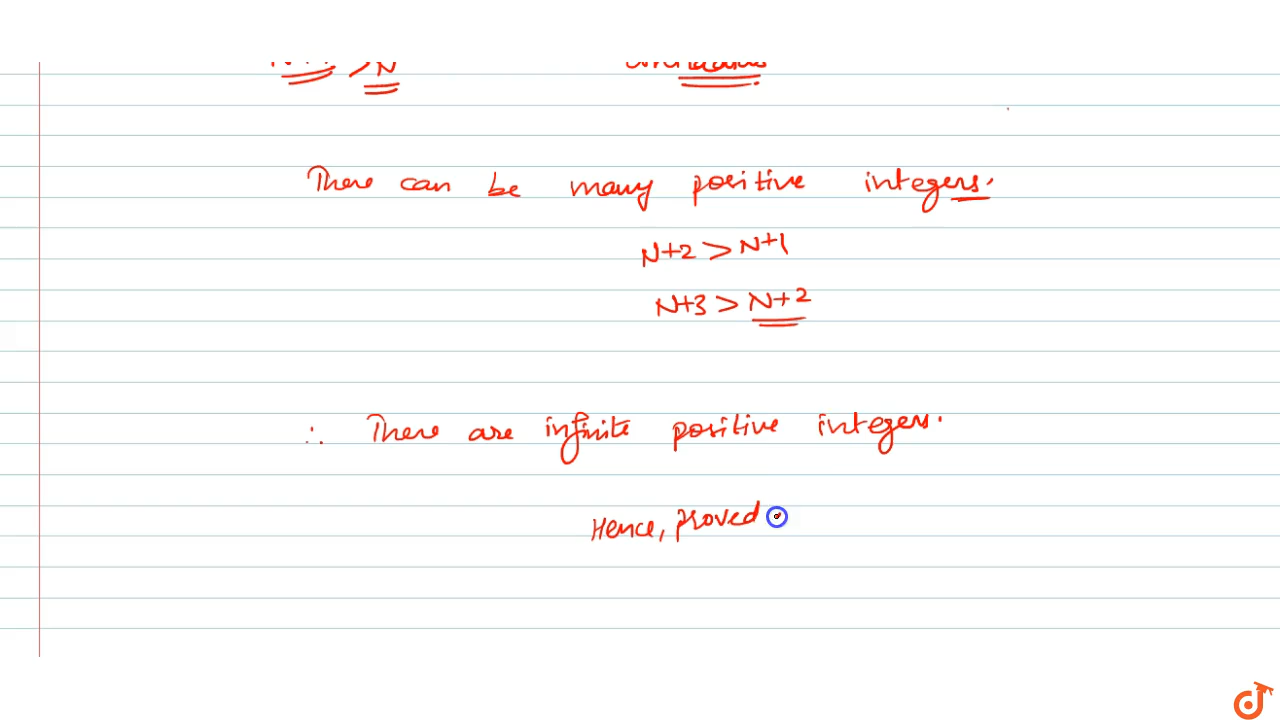 > N
There can be many positive integers.
N+2 > N+1
N+3 > N+2
∴ There are infinite positive integers.
Hence, proved